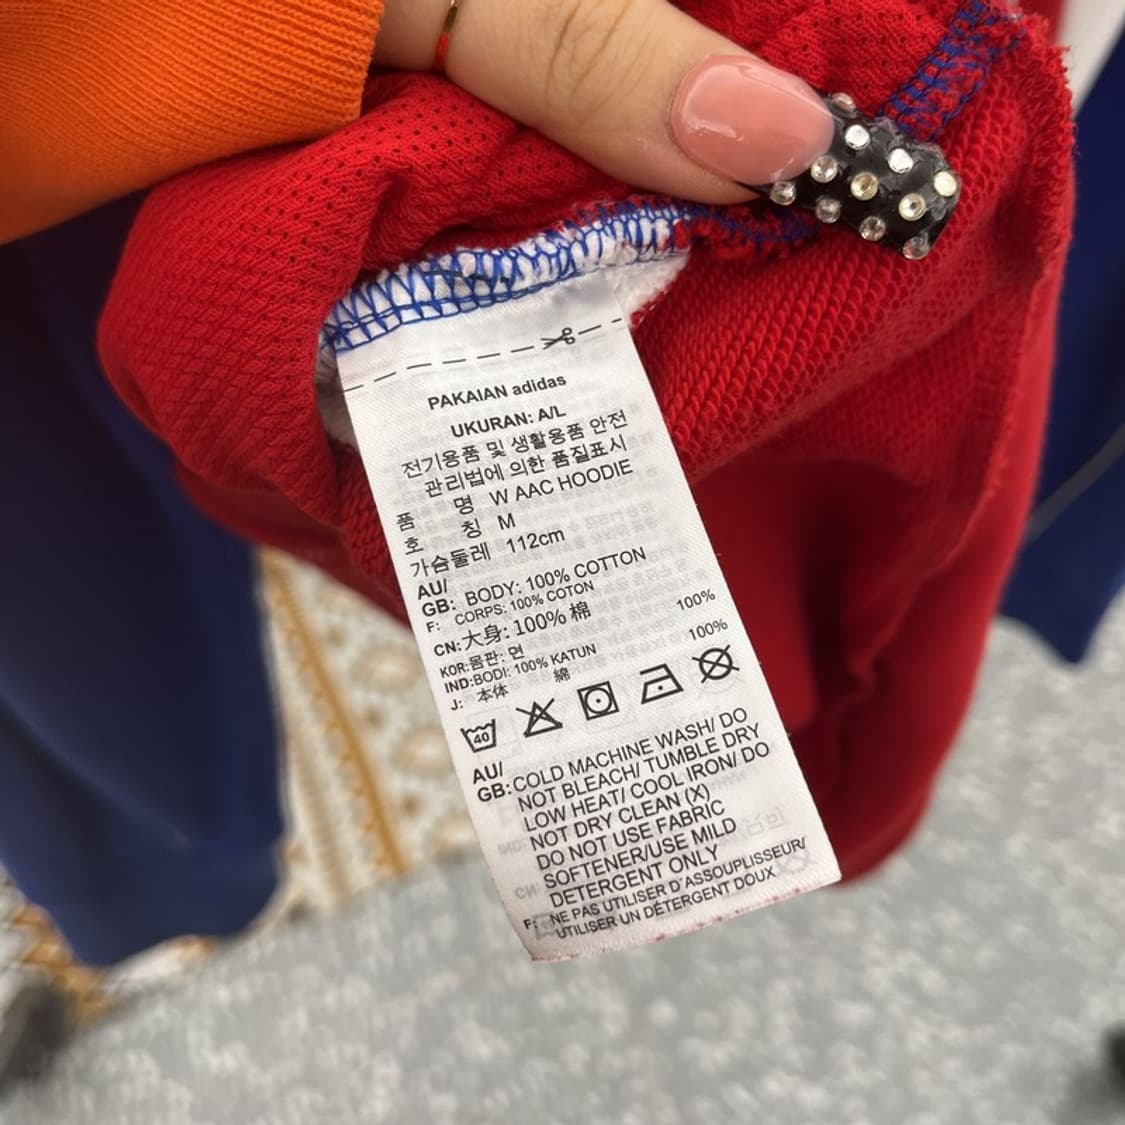 PAKAIAN adidas
UKURAN: A/L
전기용품 및 생활용품 안전
관리법에 의한 품질표시
품 명 W AAC HOODIE
호 칭 M
가슴둘레 112cm
AU/
GB: BODY: 100% COTTON
F: CORPS: 100% COTON
CN: 大身: 100% 棉
KOR: 몸판: 면 100%
IND: BODI: 100% KATUN
J: 本体 綿 100%
40
AU/
GB: COLD MACHINE WASH/ DO
NOT BLEACH/ TUMBLE DRY
LOW HEAT/ COOL IRON/ DO
NOT DRY CLEAN (X)
DO NOT USE FABRIC
SOFTENER/USE MILD
DETERGENT ONLY
F: NE PAS UTILISER D'ASSOUPLISSEUR/
UTILISER UN DÉTERGENT DOUX